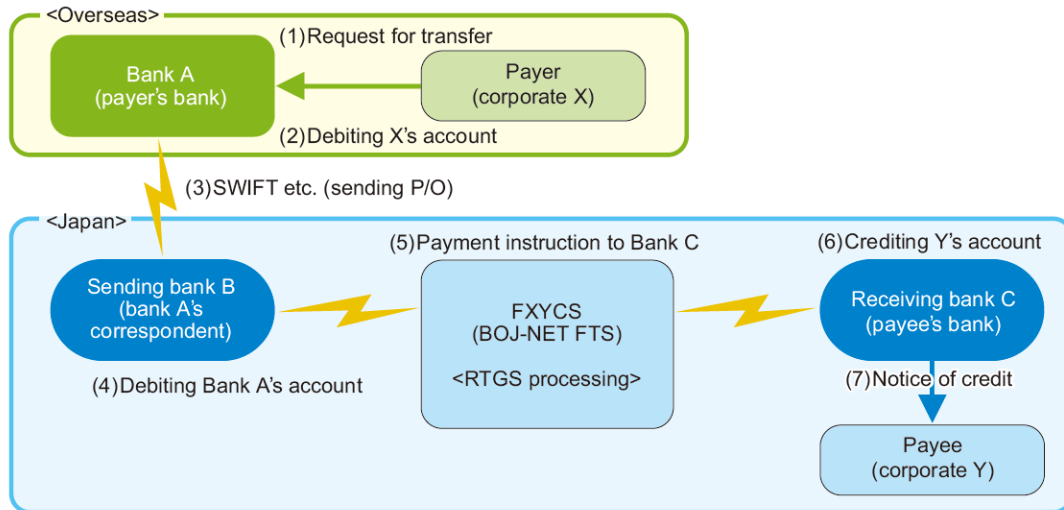 <Overseas>
(1)Request for transfer
Bank A
(payer's bank)
Payer
(corporate X)
(2)Debiting X's account
(3)SWIFT etc. (sending P/O)
<Japan>
(5)Payment instruction to Bank C
(6)Crediting Y's account
Sending bank B
(bank A's
correspondent)
FXYCS
(BOJ-NET FTS)
<RTGS processing>
Receiving bank C
(payee's bank)
(4)Debiting Bank A's account
(7)Notice of credit
Payee
(corporate Y)